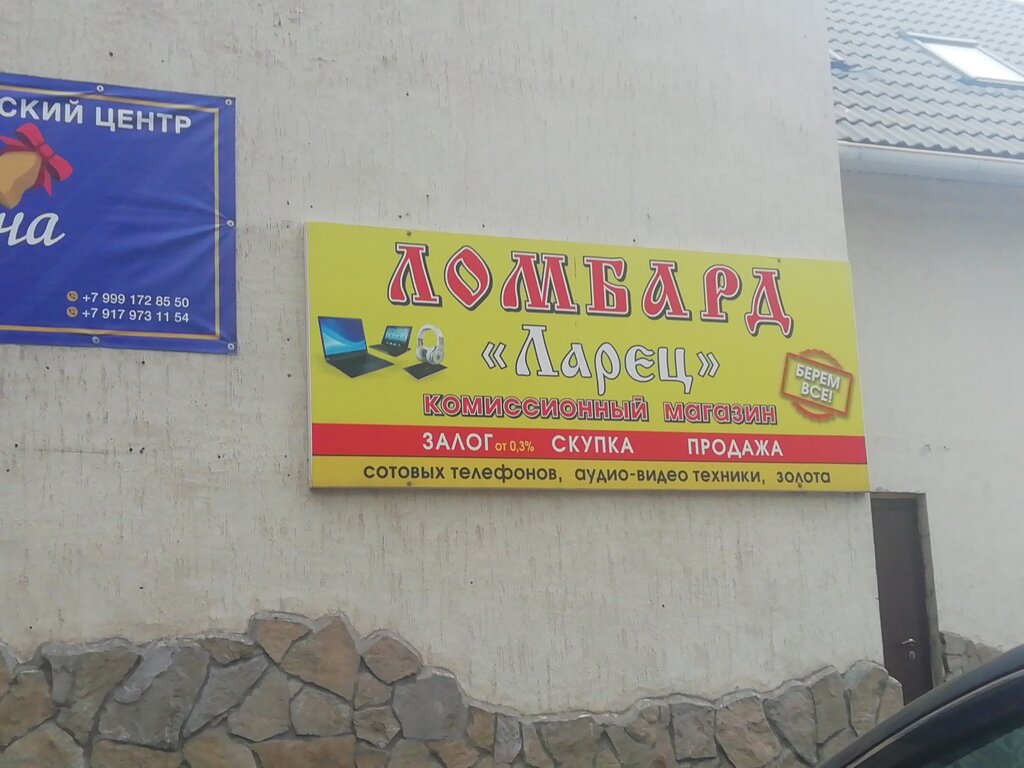 СКИЙ ЦЕНТР
на
+7 999 172 85 50
+7 917 973 11 54
ЛОМБАРД
«Ларец»
БЕРЕМ
ВСЕ!
КОМИССИОННЫЙ МАГАЗИН
ЗАЛОГ от 0,3% СКУПКА ПРОДАЖА
СОТОВЫХ ТЕЛЕФОНОВ, АУДИО-ВИДЕО ТЕХНИКИ, ЗОЛОТА